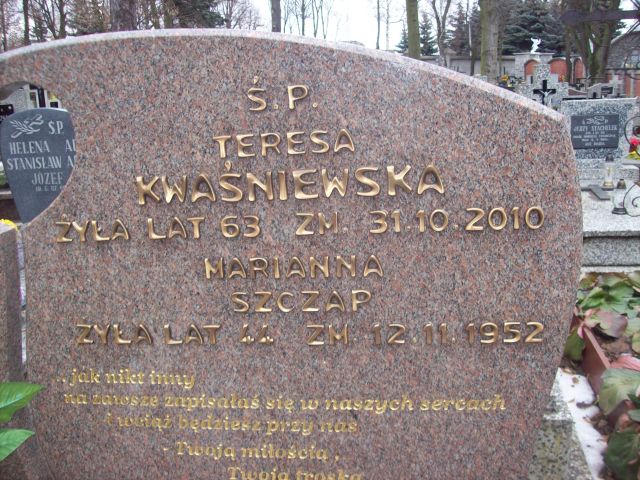 Ś.P.
TERESA
KWAŚNIEWSKA
ŻYŁA LAT 63 ZM. 31.10.2010
MARIANNA
SZCZAP
ŻYŁA LAT 44 ZM. 12.11.1952
...jak nikt inny
na zawsze zapisałaś się w naszych sercach
i wciąż będziesz przy nas
- Twoją miłością,
Twoją troską
ŚP.
HELENA
STANISŁAW
JÓZEF
JERZY STACHELEK